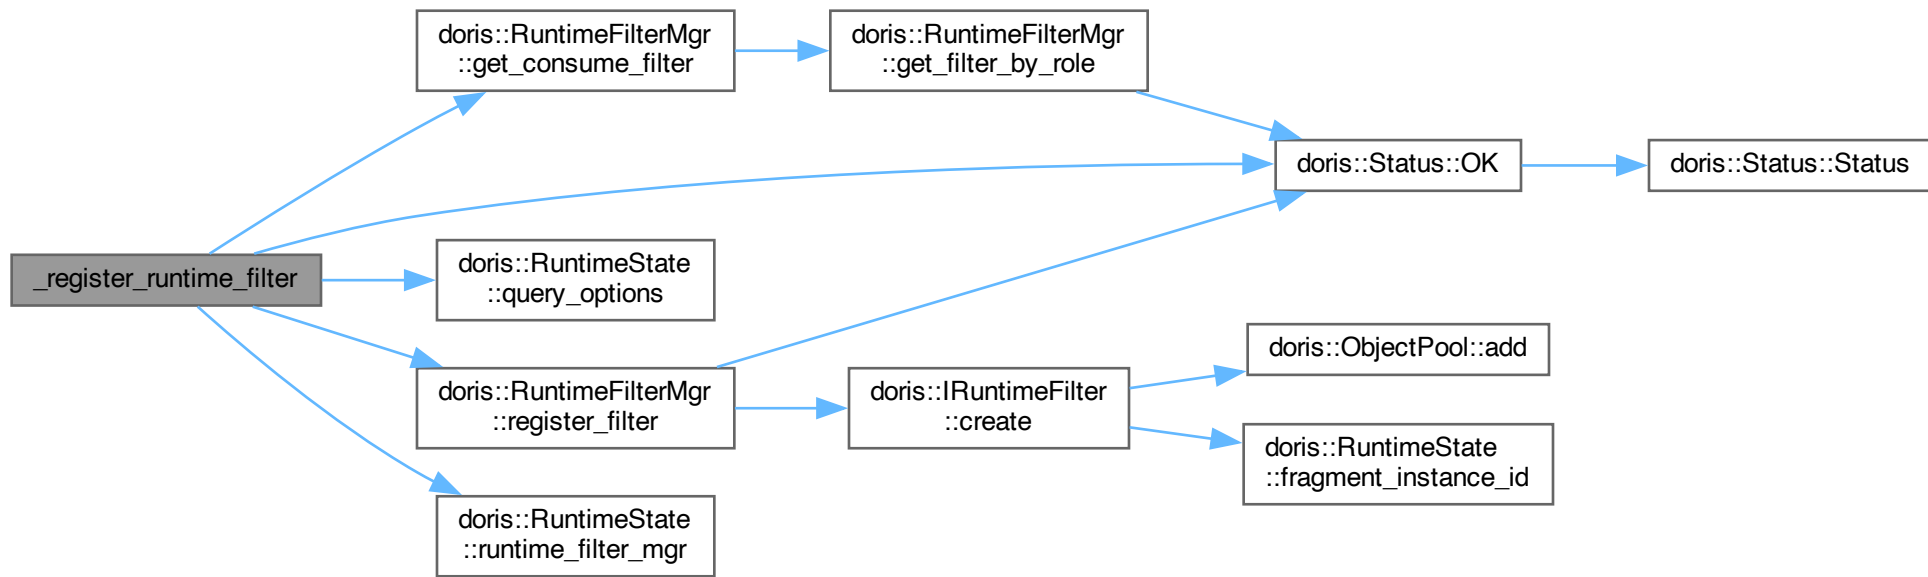 doris::RuntimeFilterMgr
::get_consume_filter
doris::RuntimeFilterMgr
::get_filter_by_role
doris::Status::OK
doris::Status::Status
_register_runtime_filter
doris::RuntimeState
::query_options
doris::RuntimeFilterMgr
::register_filter
doris::IRuntimeFilter
::create
doris::ObjectPool::add
doris::RuntimeState
::fragment_instance_id
doris::RuntimeState
::runtime_filter_mgr